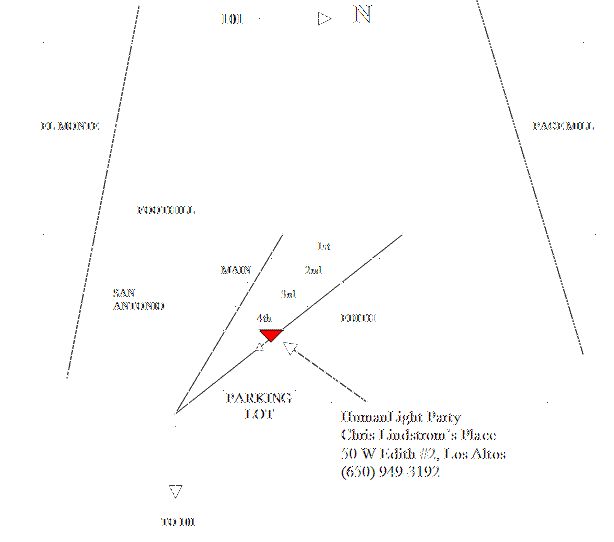 101
N
EL MONTE
PAGE MILL
FOOTHILL
1st
MAIN
2nd
SAN
ANTONIO
3rd
4th
EDITH
PARKING
LOT
HumanLight Party
Chris Lindstrom's Place
50 W Edith #2, Los Altos
(650) 949-3192
TO 101